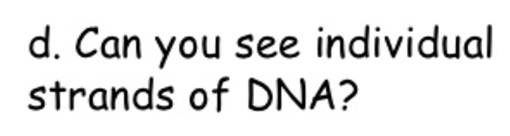 d. Can you see individual
strands of DNA?